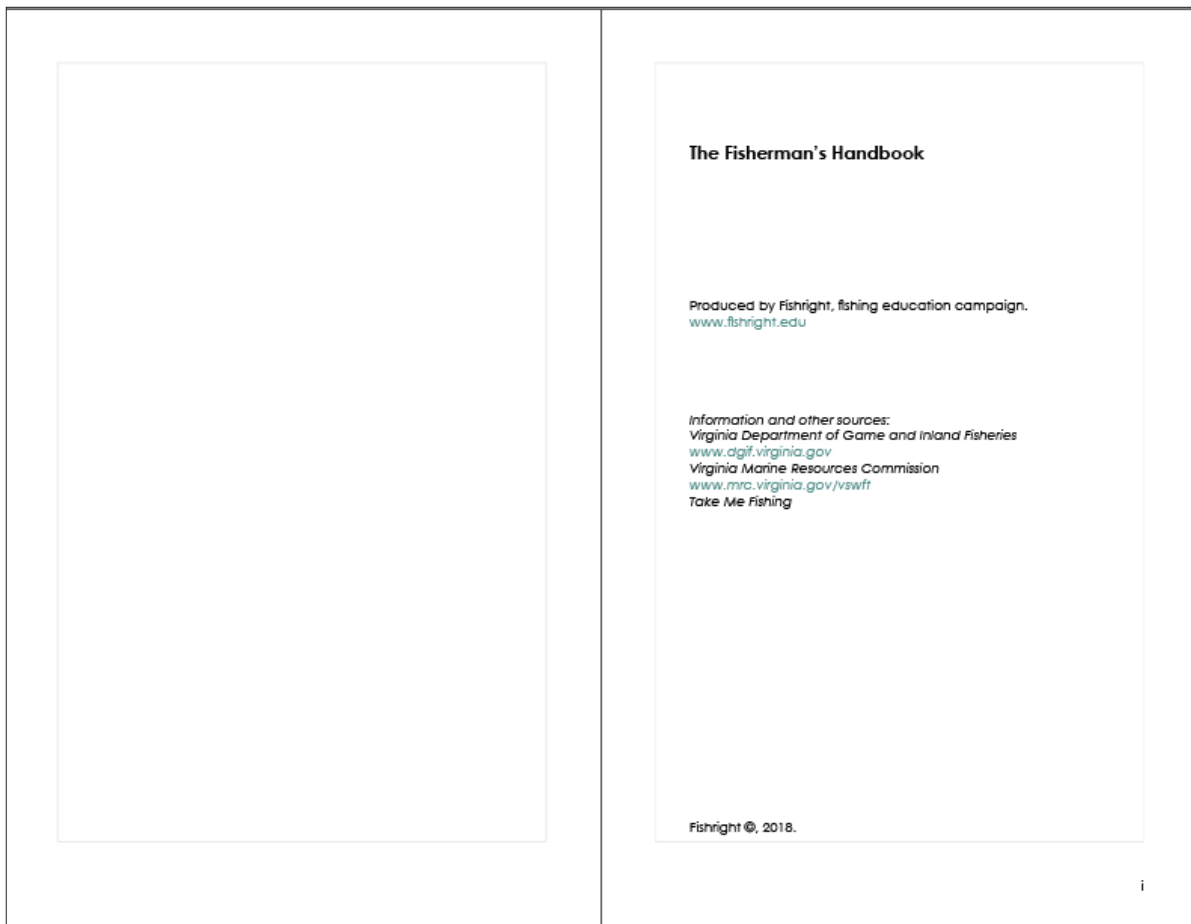 The Fisherman's Handbook
Produced by Fishright, fishing education campaign.
www.fishright.edu
Information and other sources:
Virginia Department of Game and Inland Fisheries
www.dgif.virginia.gov
Virginia Marine Resources Commission
www.mrc.virginia.gov/vswft
Take Me Fishing
Fishright ©, 2018.
i